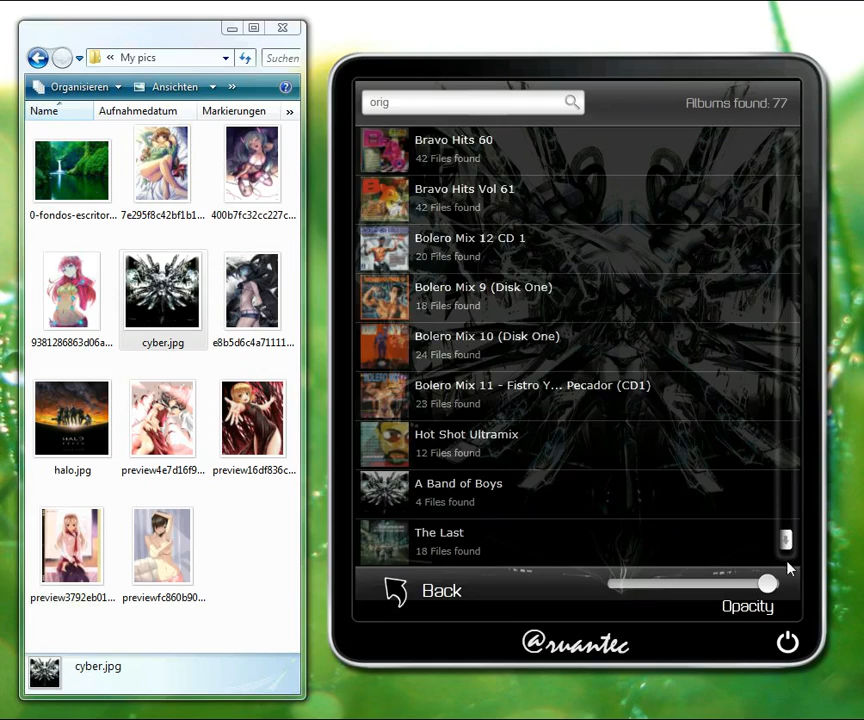 « My pics
Suchen
Organisieren Ansichten »
?
Name Aufnahmedatum Markierungen »
0-fondos-escritor... 7e295f8c42bf1b1... 400b7fc32cc227c...
9381286863d06a... cyber.jpg e8b5d6c4a71111...
halo.jpg preview4e7d16f9... preview16df836c...
preview3792eb01... previewfc860b90...
cyber.jpg
orig
Albums found: 77
Bravo Hits 60
42 Files found
Bravo Hits Vol 61
42 Files found
Bolero Mix 12 CD 1
20 Files found
Bolero Mix 9 (Disk One)
18 Files found
Bolero Mix 10 (Disk One)
24 Files found
Bolero Mix 11 - Fistro Y... Pecador (CD1)
23 Files found
Hot Shot Ultramix
12 Files found
A Band of Boys
4 Files found
The Last
18 Files found
Back
Opacity
@ruantec